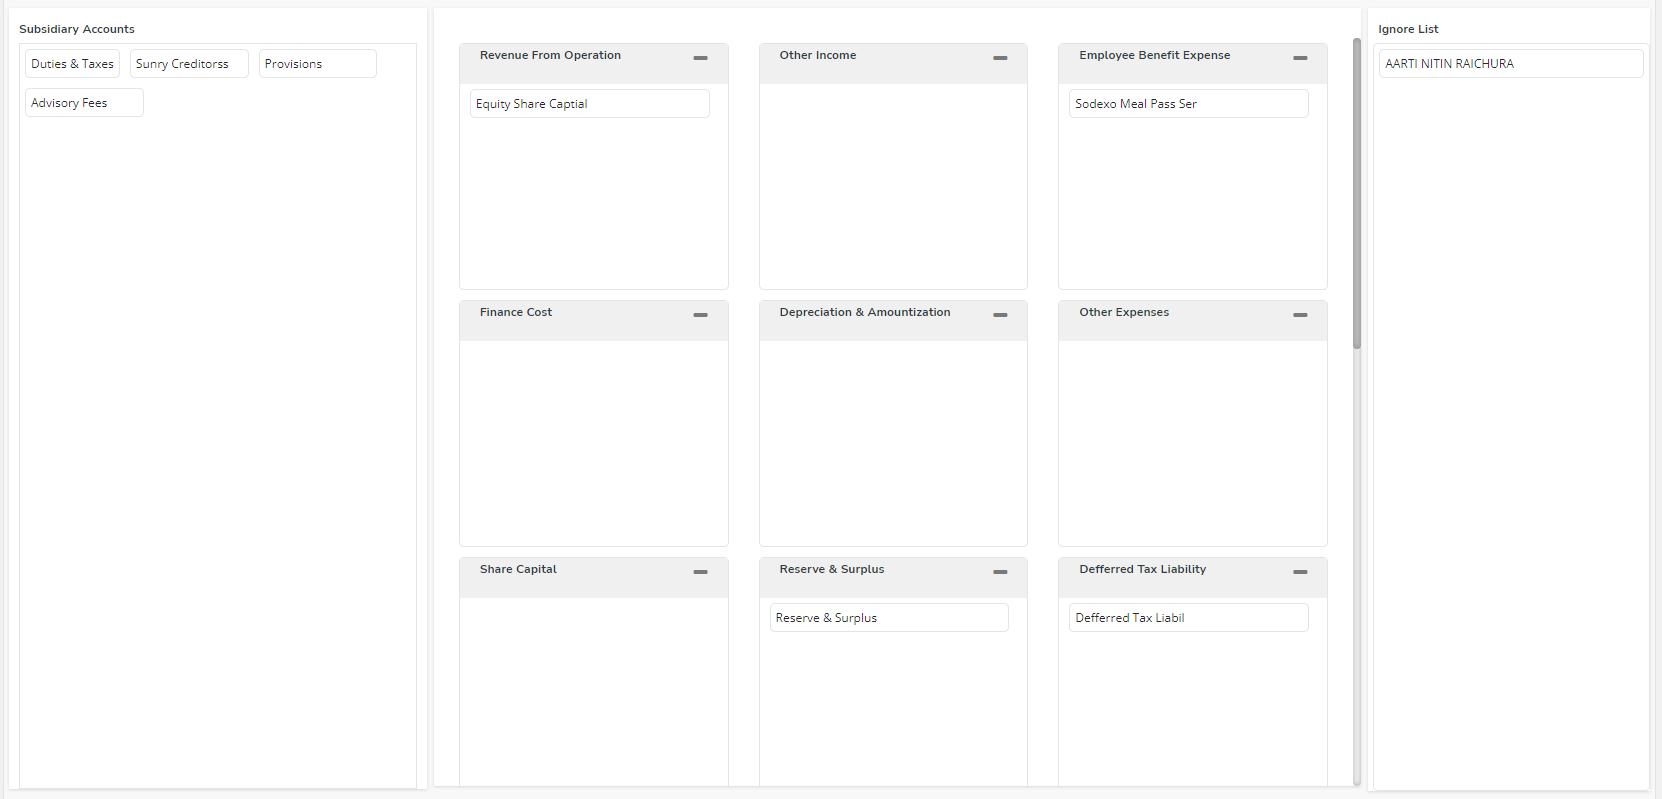 Subsidiary Accounts
Duties & Taxes
Sunry Creditorss
Provisions
Advisory Fees
Revenue From Operation
Equity Share Captial
Other Income
Employee Benefit Expense
Sodexo Meal Pass Ser
Finance Cost
Depreciation & Amountization
Other Expenses
Share Capital
Reserve & Surplus
Reserve & Surplus
Defferred Tax Liability
Defferred Tax Liabil
Ignore List
AARTI NITIN RAICHURA